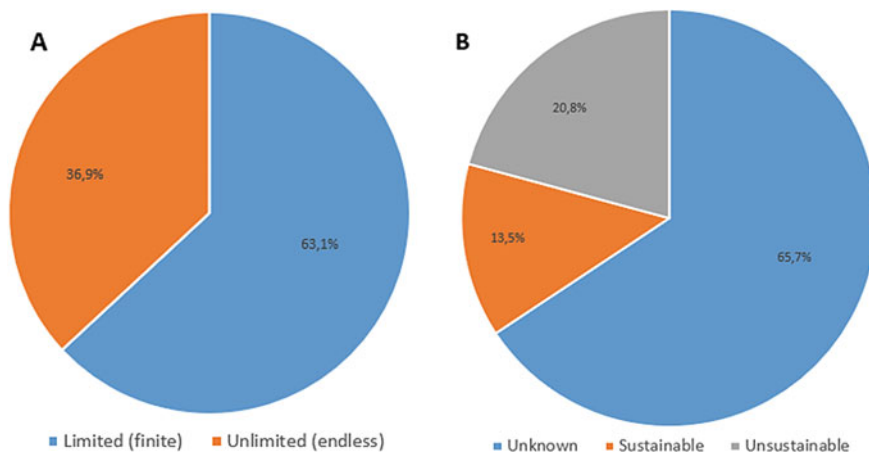 A
B
36,9%
63,1%
20,8%
13,5%
65,7%
Limited (finite) Unlimited (endless)
Unknown Sustainable Unsustainable